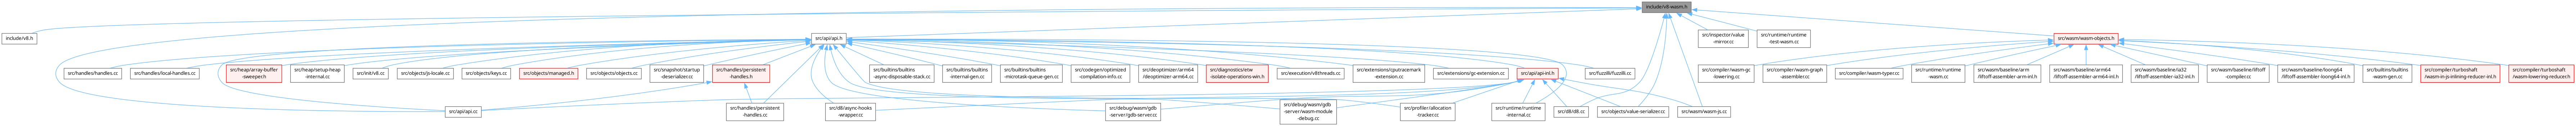 include/v8-wasm.h
include/v8.h
src/api/api.h
src/inspector/value
-mirror.cc
src/runtime/runtime
-test-wasm.cc
src/wasm/wasm-objects.h
src/handles/handles.cc
src/handles/local-handles.cc
src/heap/array-buffer
-sweeper.h
src/heap/setup-heap
-internal.cc
src/init/v8.cc
src/objects/js-locale.cc
src/objects/keys.cc
src/objects/managed.h
src/objects/objects.cc
src/snapshot/startup
-deserializer.cc
src/handles/persistent
-handles.h
src/builtins/builtins
-async-disposable-stack.cc
src/builtins/builtins
-internal-gen.cc
src/builtins/builtins
-microtask-queue-gen.cc
src/codegen/optimized
-compilation-info.cc
src/deoptimizer/arm64
/deoptimizer-arm64.cc
src/diagnostics/etw
-isolate-operations-win.h
src/execution/v8threads.cc
src/extensions/cputracemark
-extension.cc
src/extensions/gc-extension.cc
src/api/api-inl.h
src/fuzzilli/fuzzilli.cc
src/compiler/wasm-gc
-lowering.cc
src/compiler/wasm-graph
-assembler.cc
src/compiler/wasm-typer.cc
src/runtime/runtime
-wasm.cc
src/wasm/baseline/arm
/liftoff-assembler-arm-inl.h
src/wasm/baseline/arm64
/liftoff-assembler-arm64-inl.h
src/wasm/baseline/ia32
/liftoff-assembler-ia32-inl.h
src/wasm/baseline/liftoff
-compiler.cc
src/wasm/baseline/loong64
/liftoff-assembler-loong64-inl.h
src/builtins/builtins
-wasm-gen.cc
src/compiler/turboshaft
/wasm-in-js-inlining-reducer-inl.h
src/compiler/turboshaft
/wasm-lowering-reducer.h
src/api/api.cc
src/handles/persistent
-handles.cc
src/d8/async-hooks
-wrapper.cc
src/debug/wasm/gdb
-server/gdb-server.cc
src/debug/wasm/gdb
-server/wasm-module
-debug.cc
src/profiler/allocation
-tracker.cc
src/runtime/runtime
-internal.cc
src/d8/d8.cc
src/objects/value-serializer.cc
src/wasm/wasm-js.cc